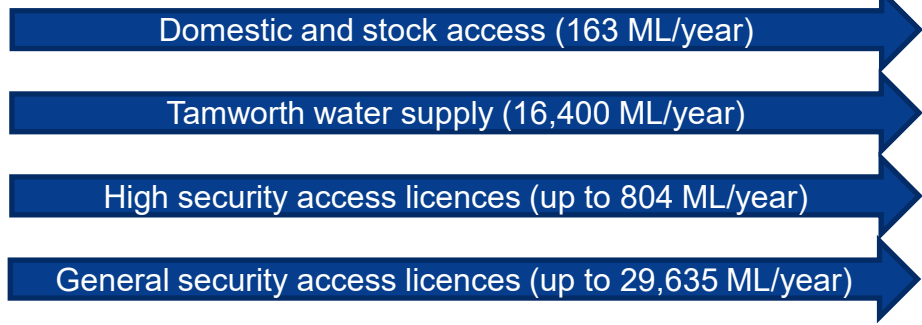 Domestic and stock access (163 ML/year)
Tamworth water supply (16,400 ML/year)
High security access licences (up to 804 ML/year)
General security access licences (up to 29,635 ML/year)